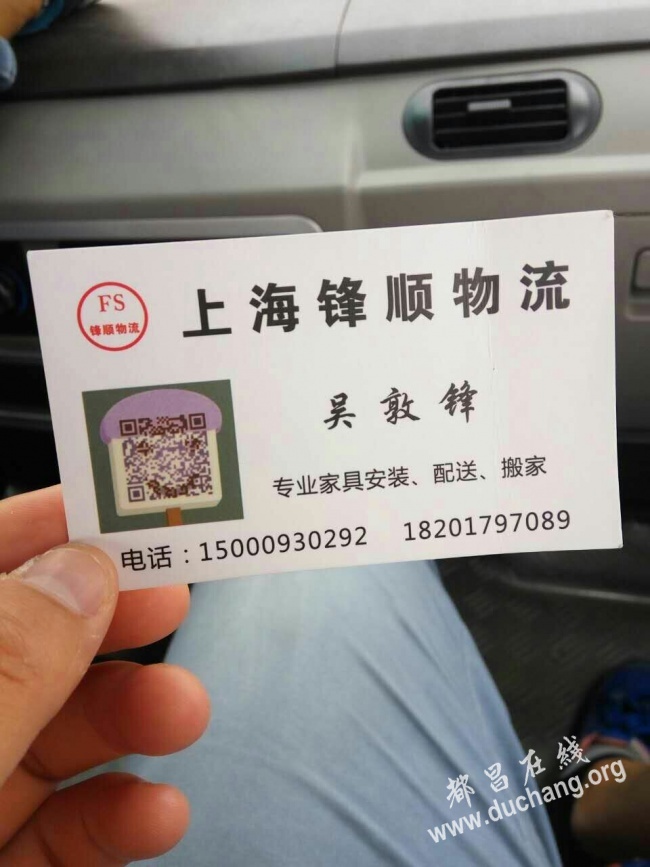 FS
锋顺物流
上海锋顺物流
吴敦锋
专业家具安装、配送、搬家
电话：15000930292 18201797089
都昌在线
www.duchang.org